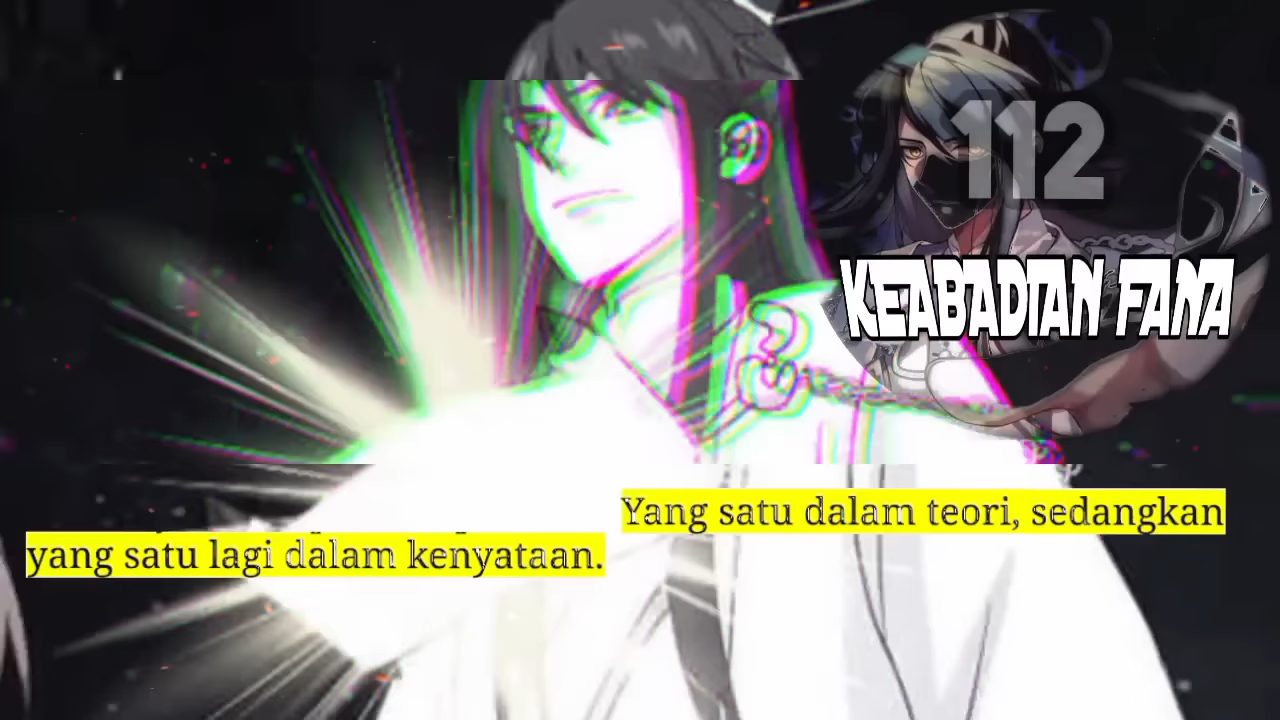 112
KEABADIAN FANA
Yang satu dalam teori, sedangkan
yang satu lagi dalam kenyataan.